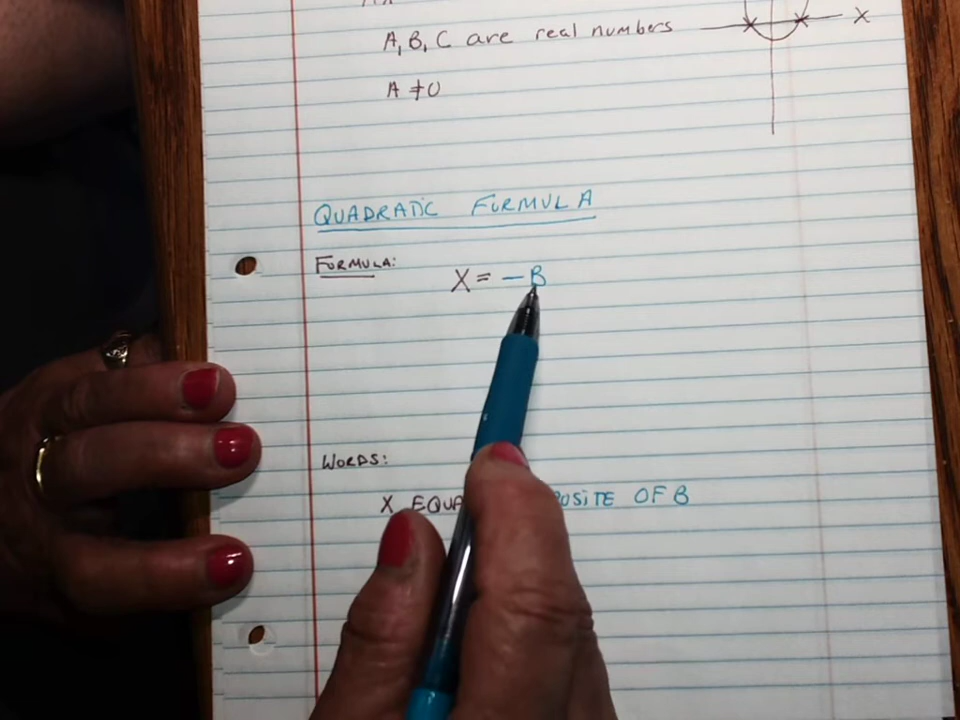 A, B, C are real numbers
X
A ≠ 0
QUADRATIC FORMULA
FORMULA:
X = -B
WORDS:
X OF B